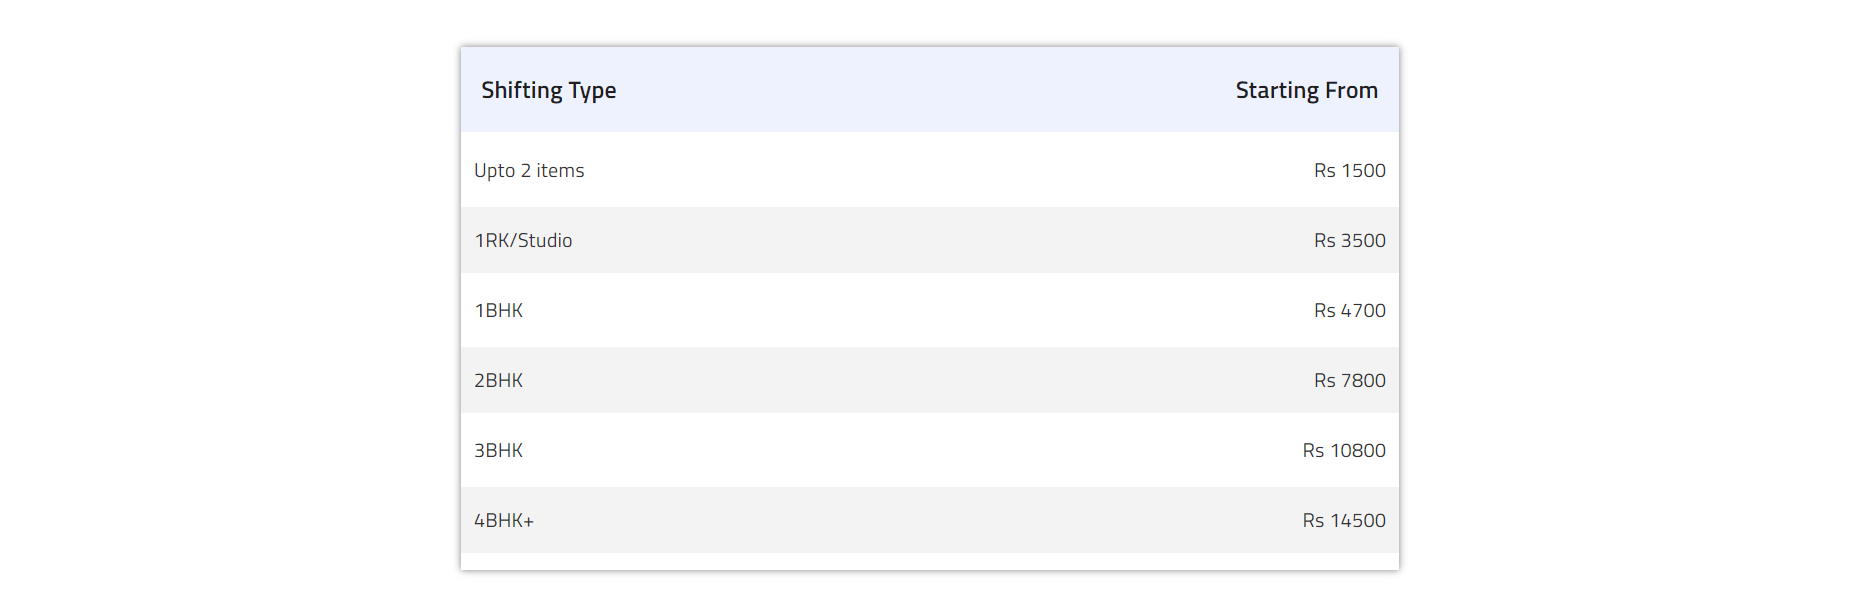 Shifting Type Starting From
Upto 2 items Rs 1500
1RK/Studio Rs 3500
1BHK Rs 4700
2BHK Rs 7800
3BHK Rs 10800
4BHK+ Rs 14500